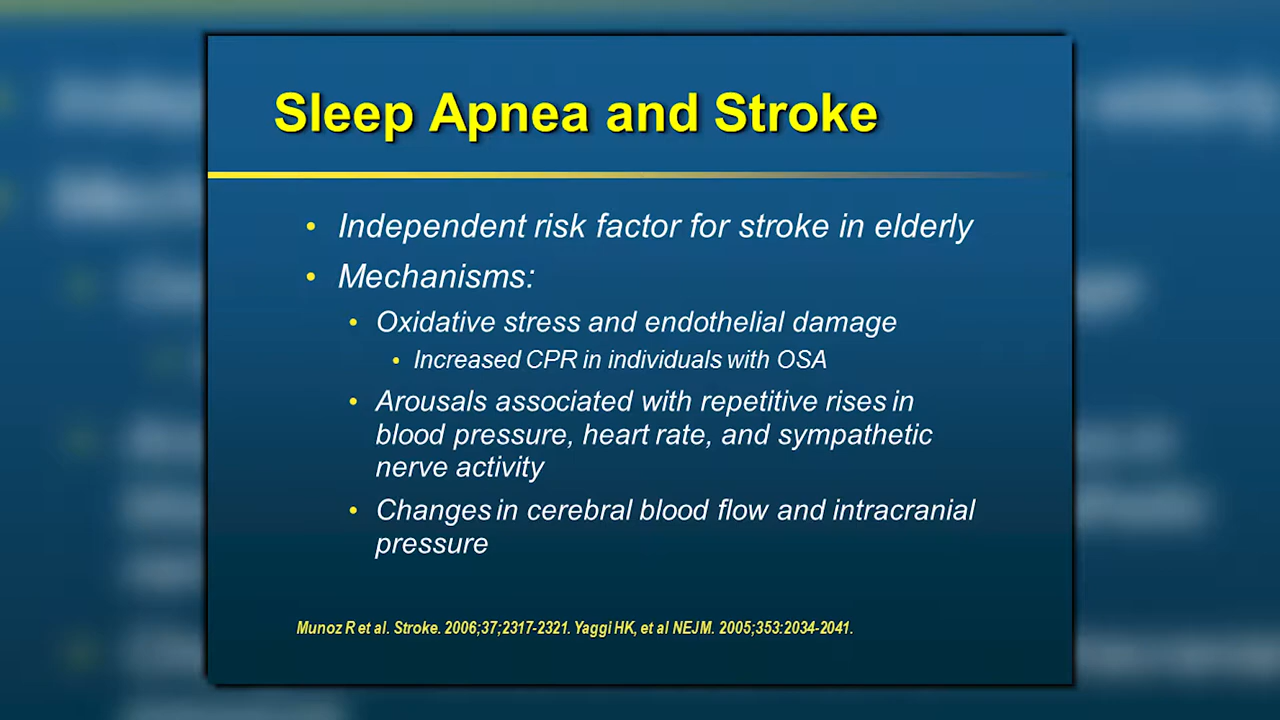 Sleep Apnea and Stroke
• Independent risk factor for stroke in elderly
• Mechanisms:
• Oxidative stress and endothelial damage
• Increased CPR in individuals with OSA
• Arousals associated with repetitive rises in
blood pressure, heart rate, and sympathetic
nerve activity
• Changes in cerebral blood flow and intracranial
pressure
Munoz R et al. Stroke. 2006;37;2317-2321. Yaggi HK, et al NEJM. 2005;353:2034-2041.